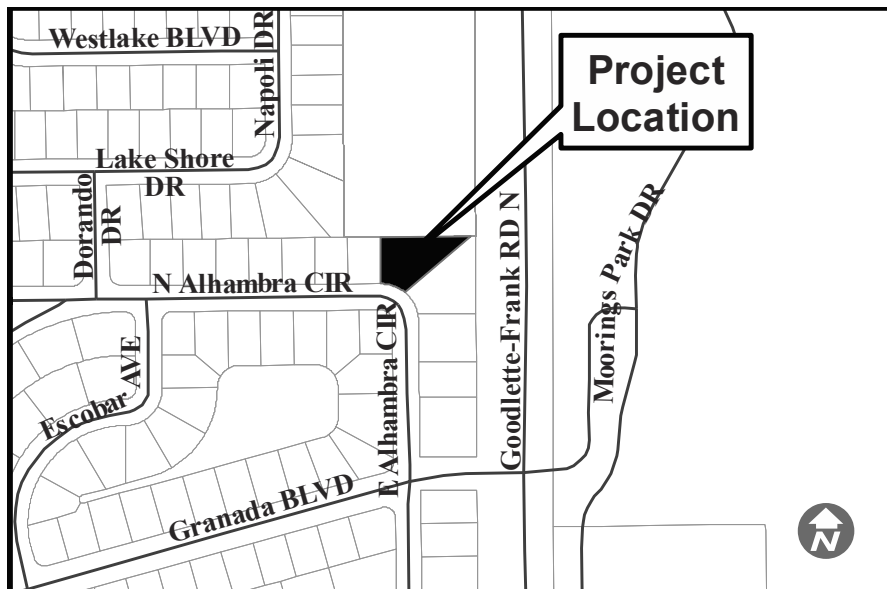 Westlake BLVD
Napoli DR
Project
Location
Lake Shore
DR
Dorando
DR
N Alhambra CIR
E Alhambra CIR
Goodlette-Frank RD N
Moorings Park DR
Escobar AVE
Granada BLVD
N